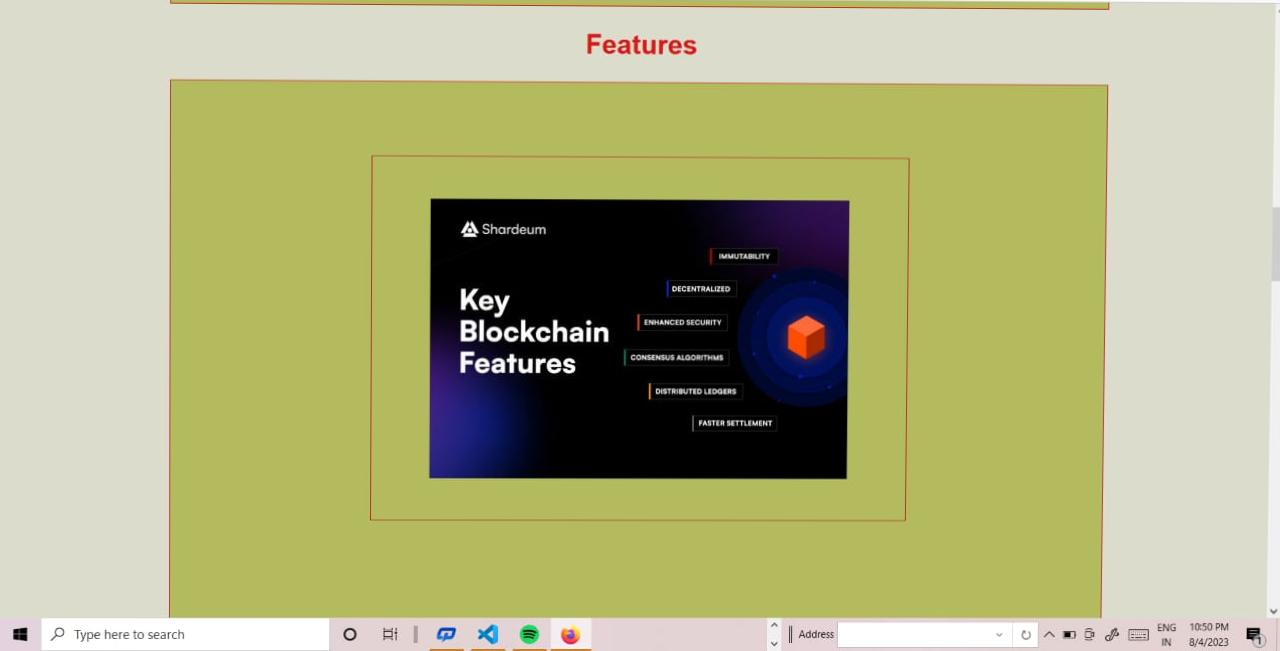 Features
Shardeum
Key
Blockchain
Features
IMMUTABILITY
DECENTRALIZED
ENHANCED SECURITY
CONSENSUS ALGORITHMS
DISTRIBUTED LEDGERS
FASTER SETTLEMENT
Type here to search
Address
ENG
IN
10:50 PM
8/4/2023
1